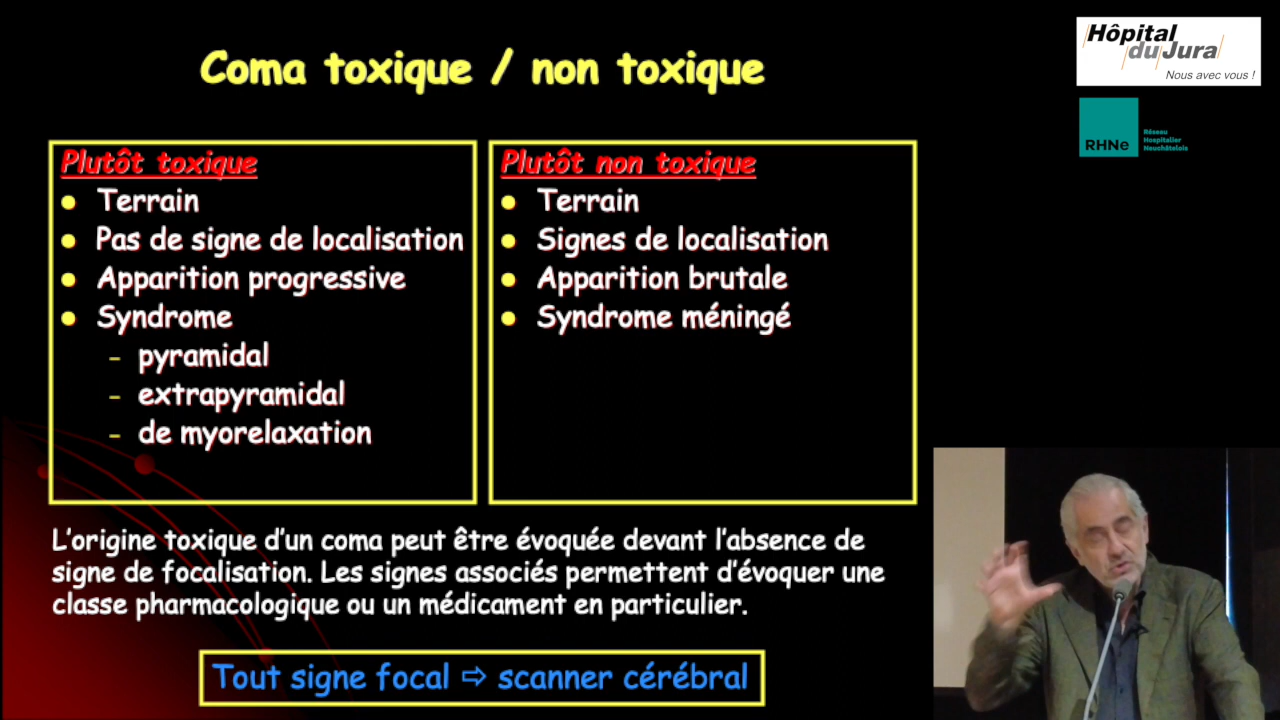 Coma toxique / non toxique
Plutôt toxique
Terrain
Pas de signe de localisation
Apparition progressive
Syndrome
- pyramidal
- extrapyramidal
- de myorelaxation
Plutôt non toxique
Terrain
Signes de localisation
Apparition brutale
Syndrome méningé
L'origine toxique d'un coma peut être évoquée devant l'absence de
signe de focalisation. Les signes associés permettent d'évoquer une
classe pharmacologique ou un médicament en particulier.
Tout signe focal ⇨ scanner cérébral
Hôpital
du Jura
Nous avec vous !
RHNe
Réseau
Hospitalier
Neuchâtelois